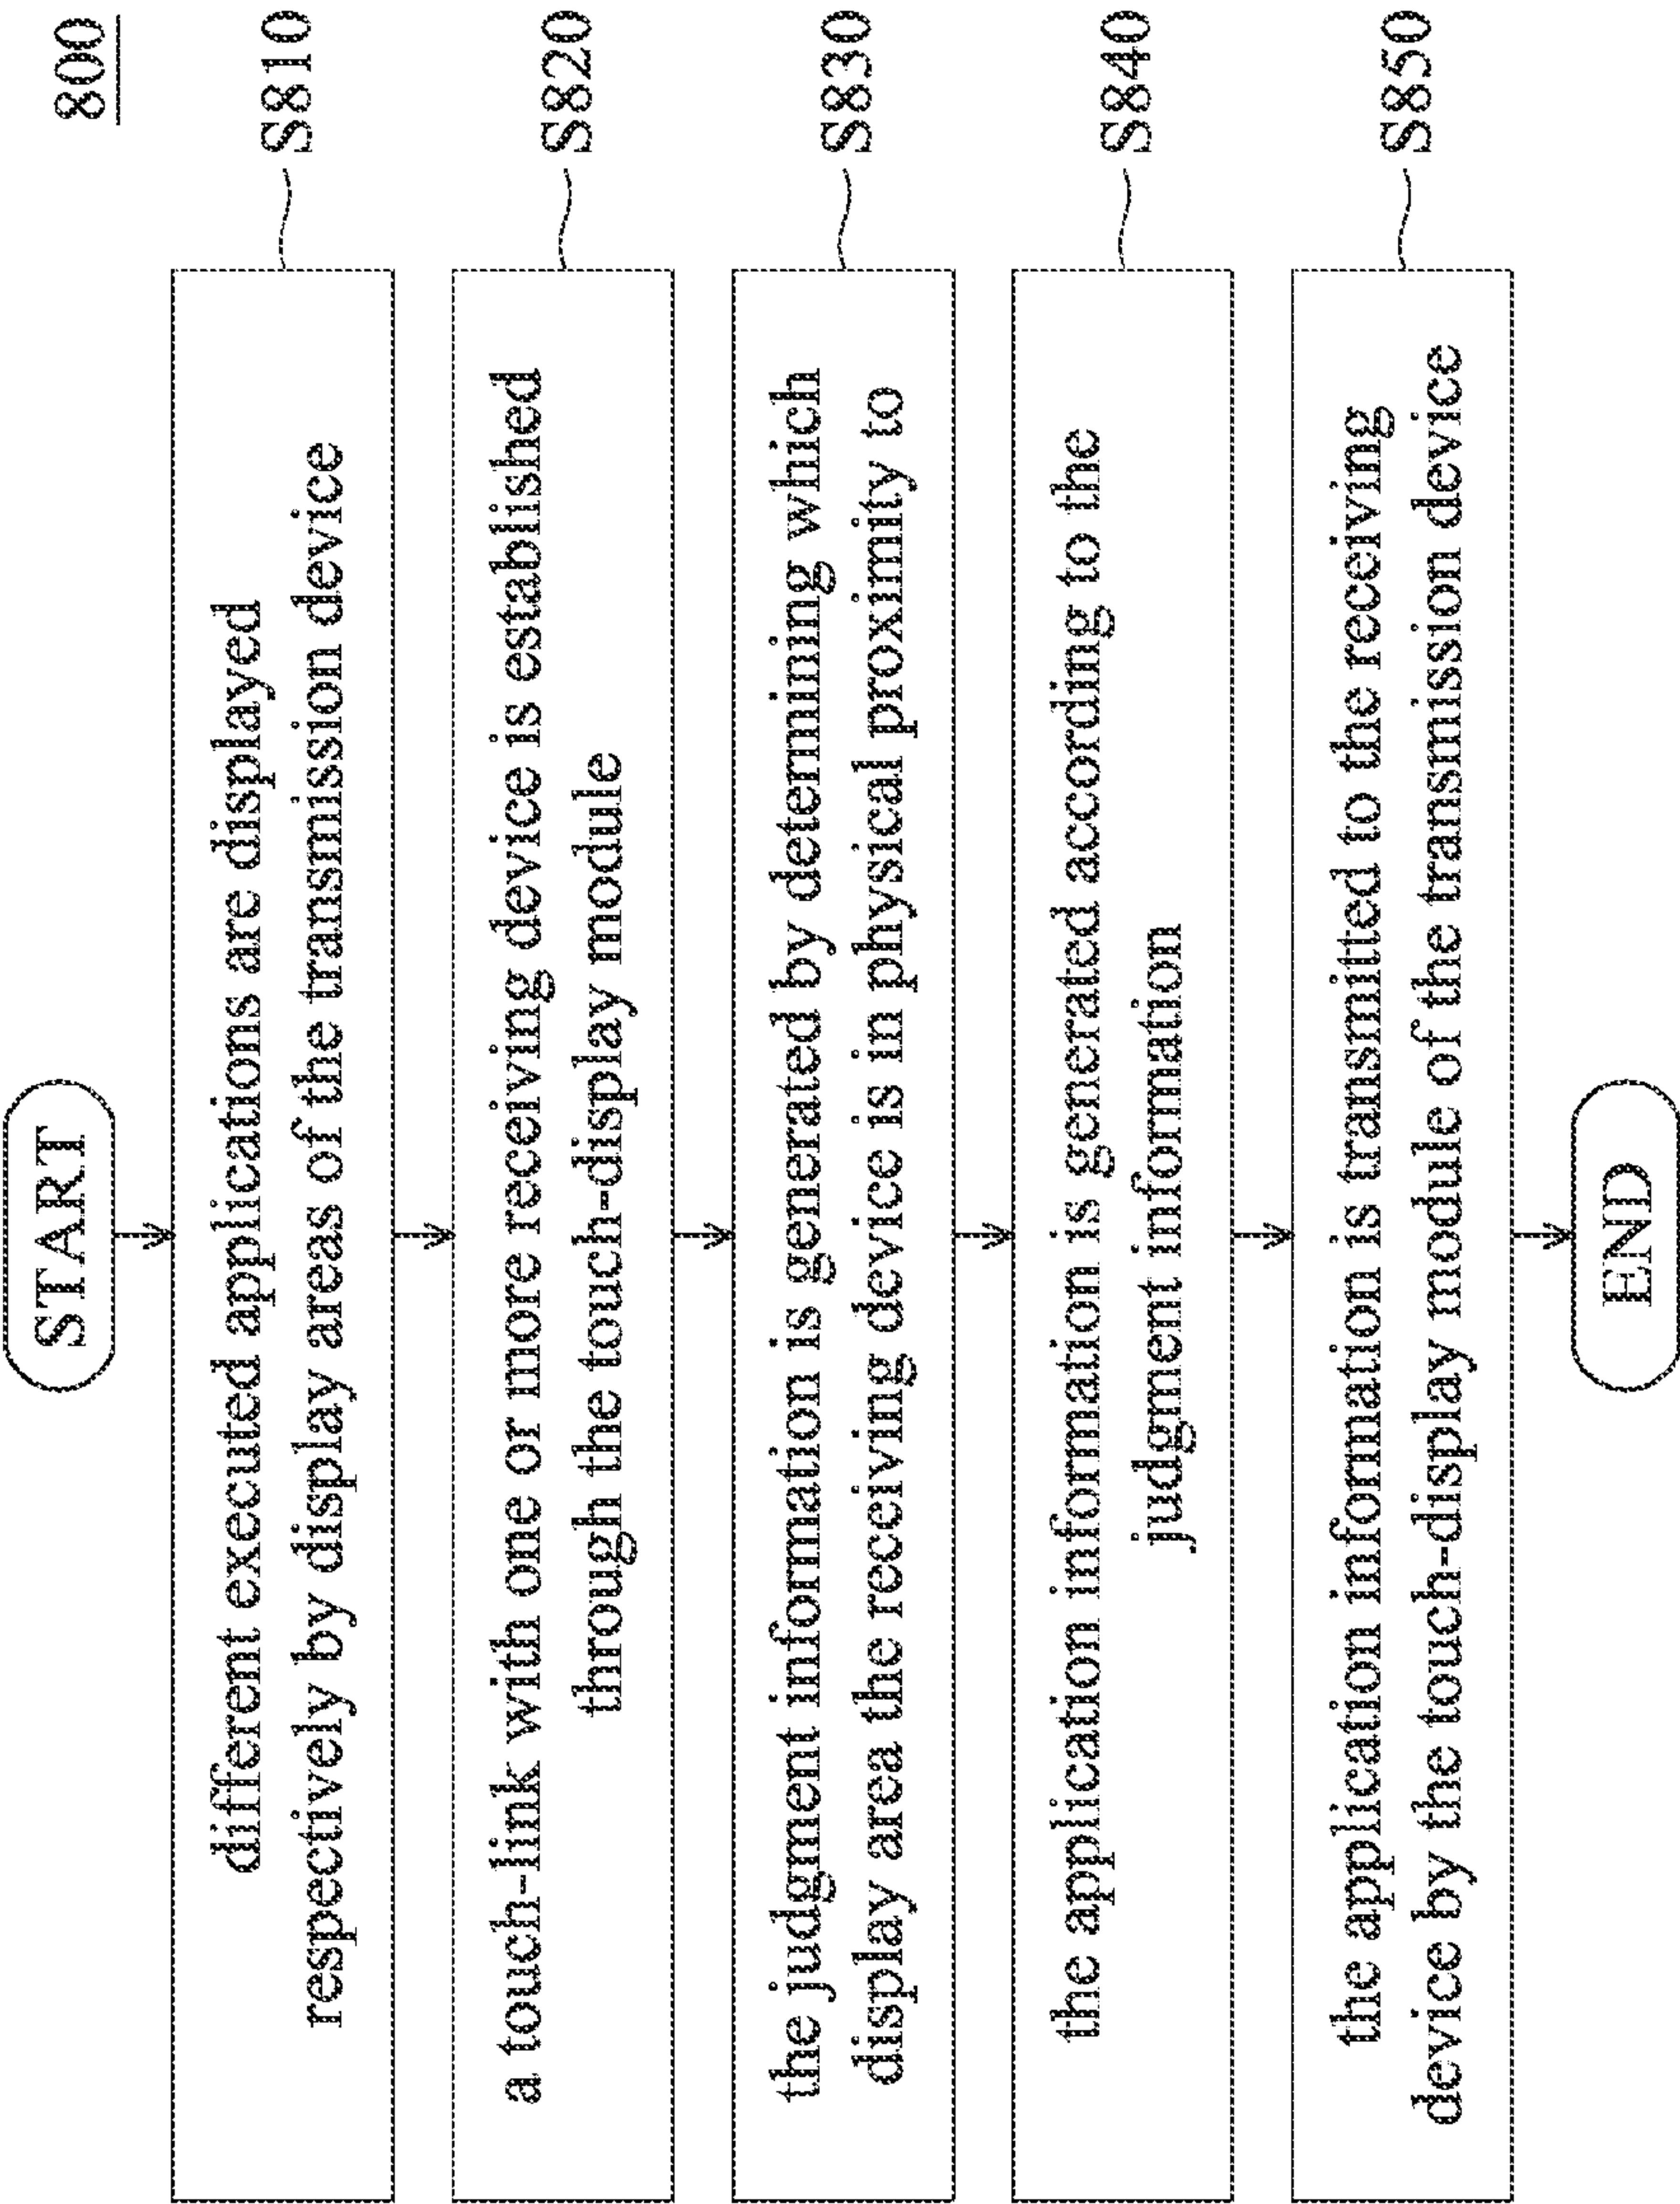 800
START
different executed applications are displayed
respectively by display areas of the transmission device
S810
a touch-link with one or more receiving device is established
through the touch-display module
S820
the judgment information is generated by determining which
display area the receiving device is in physical proximity to
S830
the application information is generated according to the
judgment information
S840
the application information is transmitted to the receiving
device by the touch-display module of the transmission device
S850
END